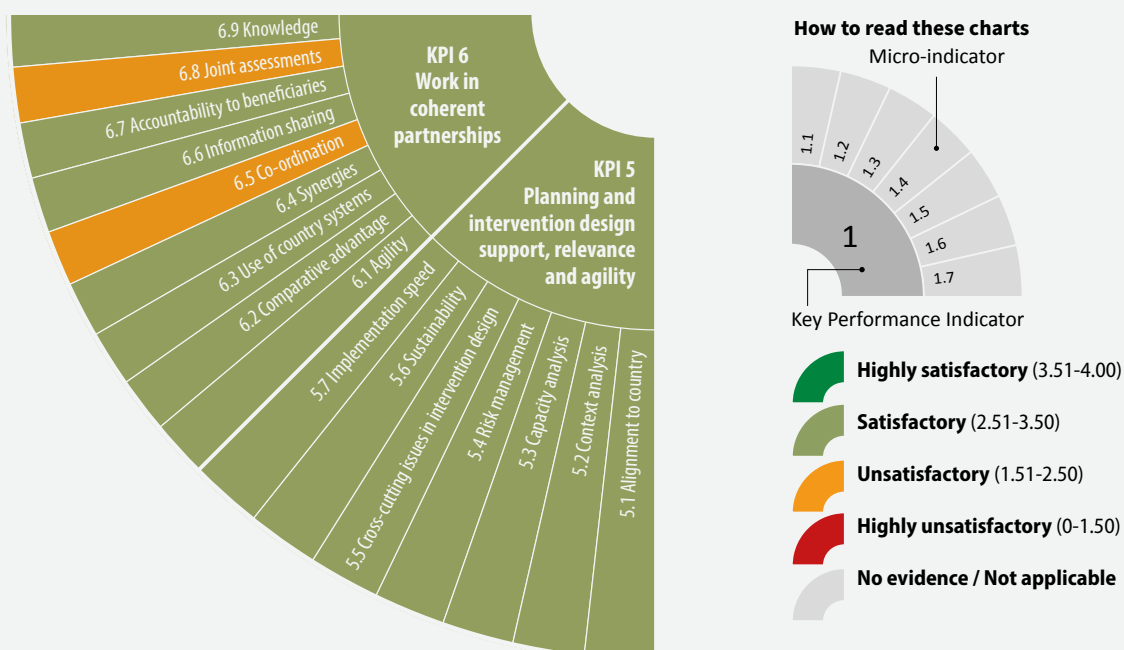 6.9 Knowledge
6.8 Joint assessments
6.7 Accountability to beneficiaries
6.6 Information sharing
6.5 Co-ordination
6.4 Synergies
6.3 Use of country systems
6.2 Comparative advantage
6.1 Agility
KPI 6
Work in
coherent
partnerships
KPI 5
Planning and
intervention design
support, relevance
and agility
5.7 Implementation speed
5.6 Sustainability
5.5 Cross-cutting issues in intervention design
5.4 Risk management
5.3 Capacity analysis
5.2 Context analysis
5.1 Alignment to country
How to read these charts
Micro-indicator
1.1
1.2
1.3
1.4
1.5
1.6
1.7
1
Key Performance Indicator
Highly satisfactory (3.51-4.00)
Satisfactory (2.51-3.50)
Unsatisfactory (1.51-2.50)
Highly unsatisfactory (0-1.50)
No evidence / Not applicable